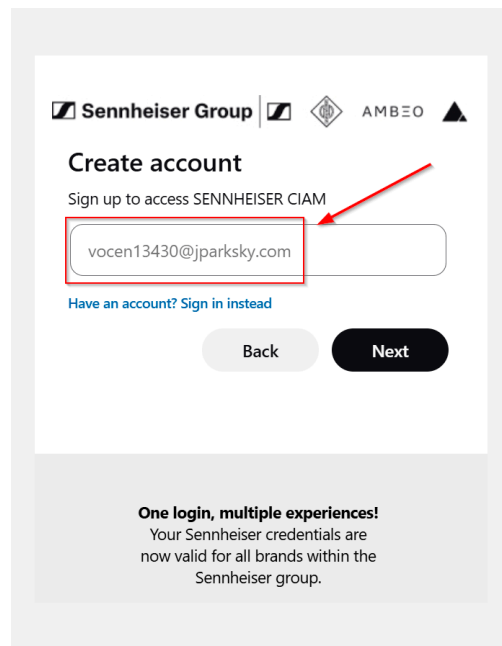 Sennheiser Group AMBEO
Create account
Sign up to access SENNHEISER CIAM
vocen13430@jparksky.com
Have an account? Sign in instead
Back Next
One login, multiple experiences!
Your Sennheiser credentials are
now valid for all brands within the
Sennheiser group.